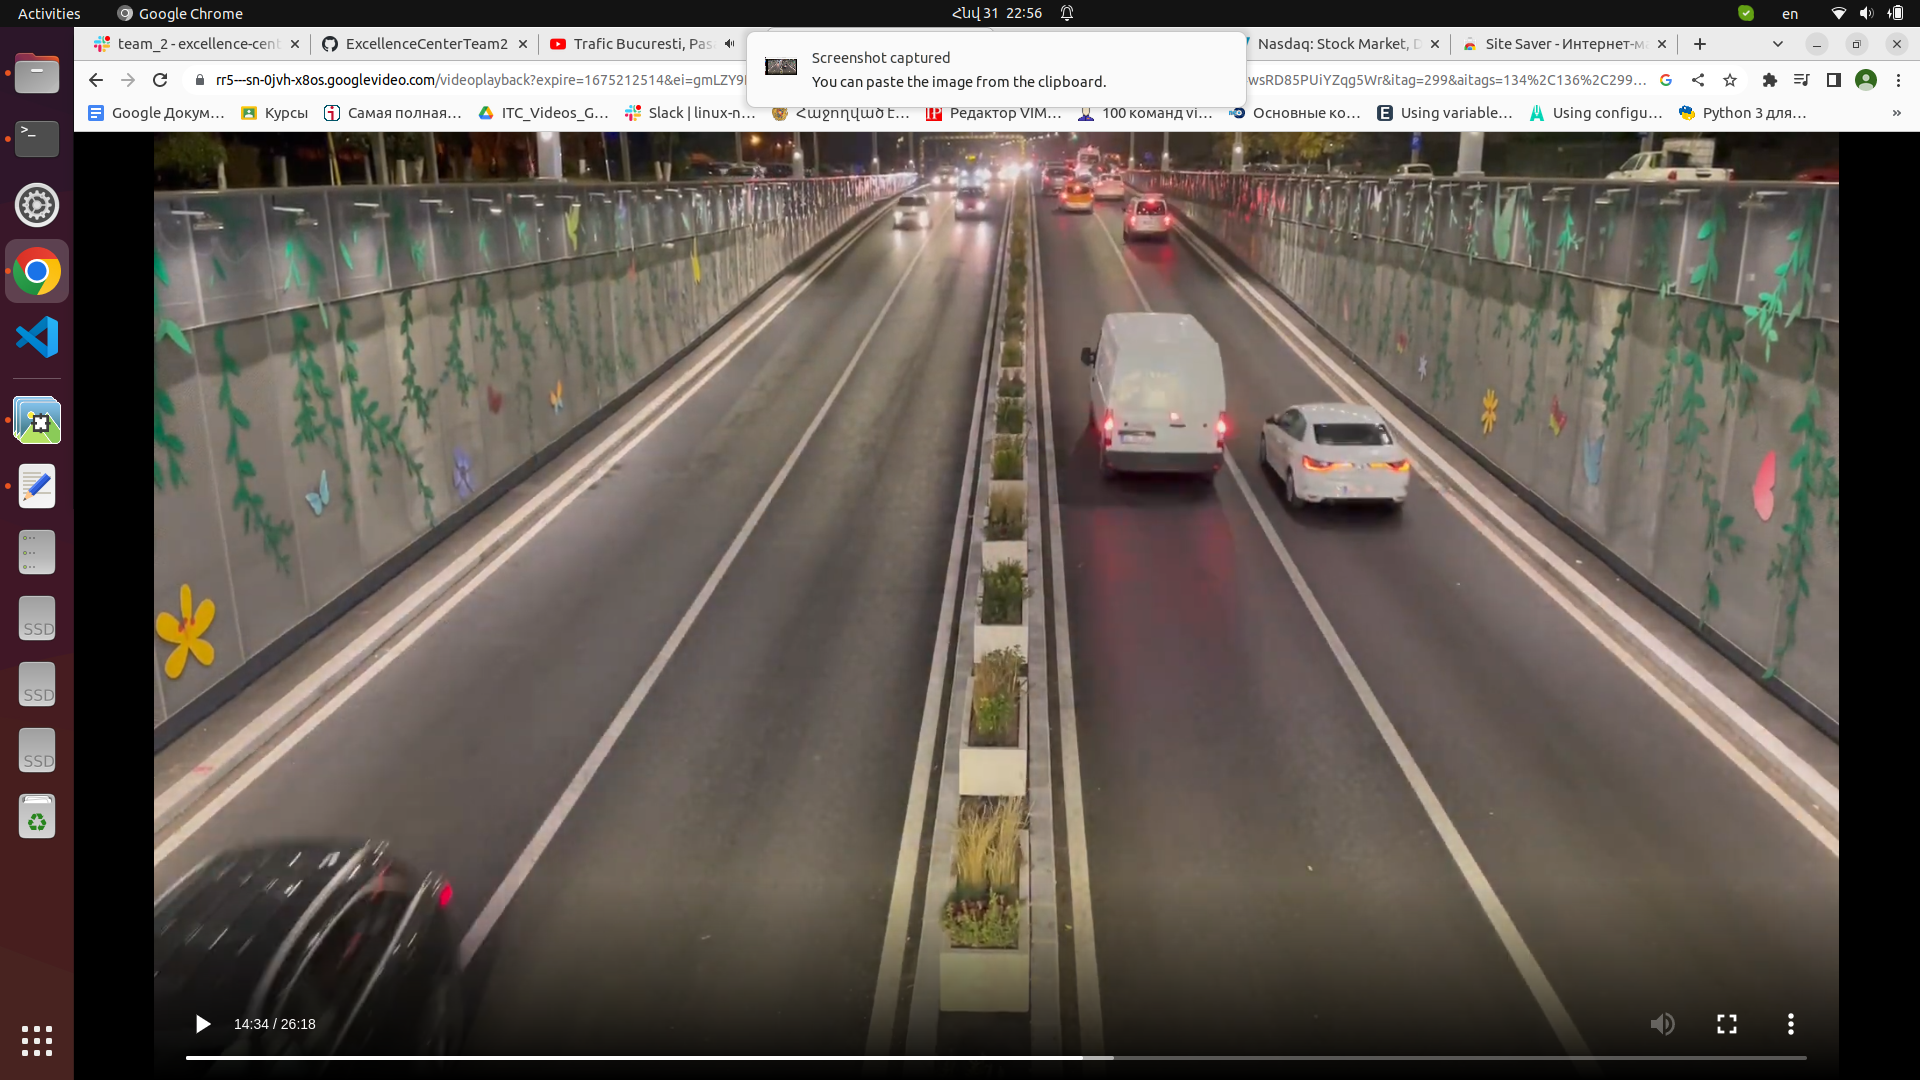 Activities
Google Chrome
Հնվ 31 22:56
en
team_2 - excellence-cent
ExcellenceCenterTeam2
Trafic Bucuresti, Pasa
Nasdaq: Stock Market, D
Site Saver - Интернет-ма
Screenshot captured
You can paste the image from the clipboard.
rr5---sn-0jvh-x8os.googlevideo.com/videoplayback?expire=1675212514&ei=gmLZY9
wsRD85PUiYZqg5Wr&itag=299&aitags=134%2C136%2C299...
Google Докум...
Курсы
Самая полная...
ITC_Videos_G...
Slack | linux-n...
Հաջորդված է...
Редактор VIM...
100 команд vi...
Основные ко...
Using variable...
Using configu...
Python 3 для...
»
SSD
SSD
SSD
14:34 / 26:18